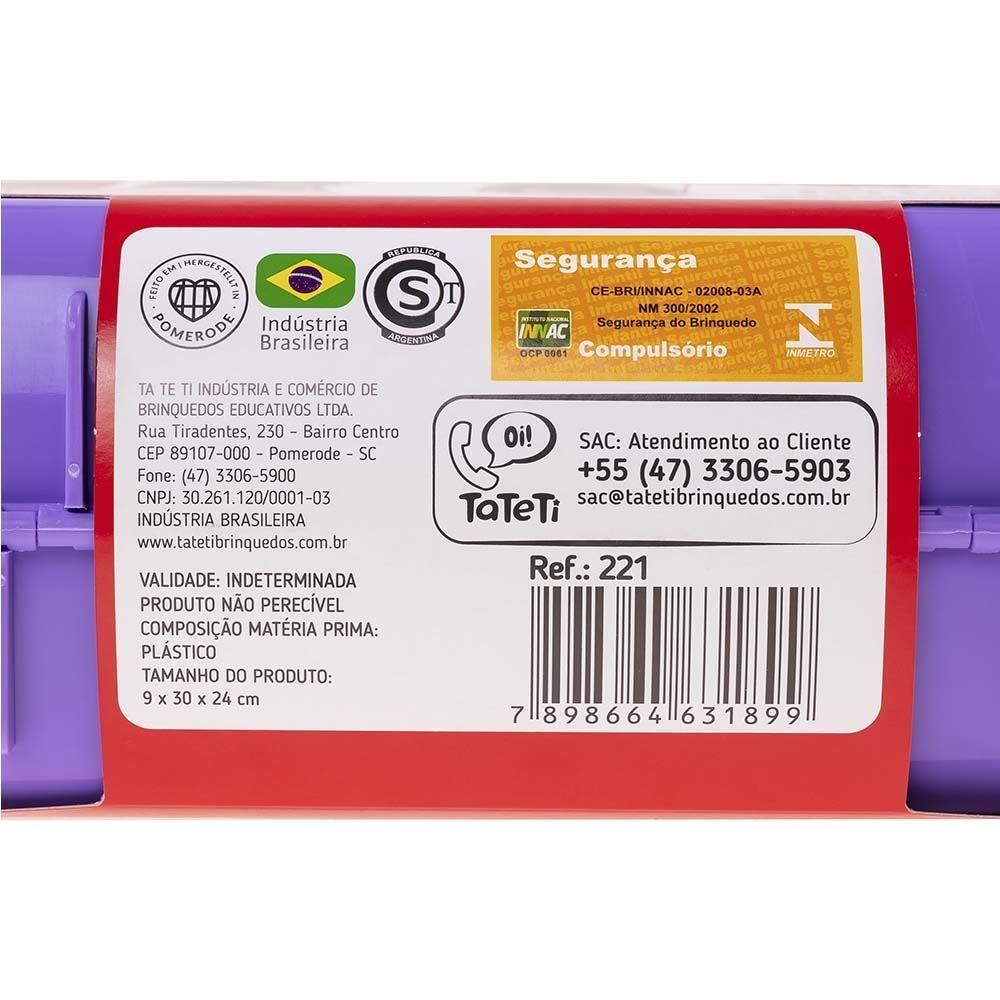 FEITO EM | HERGESTELLT IN
POMERODE
Indústria
Brasileira
REPUBLICA
CS T
ARGENTINA
Segurança
CE-BRI/INNAC - 02008-03A
NM 300/2002
Segurança do Brinquedo
INSTITUTO NACIONAL
INNAC
OCP 0061
Compulsório
INMETRO
TA TE TI INDÚSTRIA E COMÉRCIO DE
BRINQUEDOS EDUCATIVOS LTDA.
Rua Tiradentes, 230 - Bairro Centro
CEP 89107-000 - Pomerode - SC
Fone: (47) 3306-5900
CNPJ: 30.261.120/0001-03
INDÚSTRIA BRASILEIRA
www.tatetibrinquedos.com.br
Oi!
TaTeTi
SAC: Atendimento ao Cliente
+55 (47) 3306-5903
sac@tatetibrinquedos.com.br
VALIDADE: INDETERMINADA
PRODUTO NÃO PERECÍVEL
COMPOSIÇÃO MATÉRIA PRIMA:
PLÁSTICO
TAMANHO DO PRODUTO:
9 x 30 x 24 cm
Ref.: 221
7 898664 631899